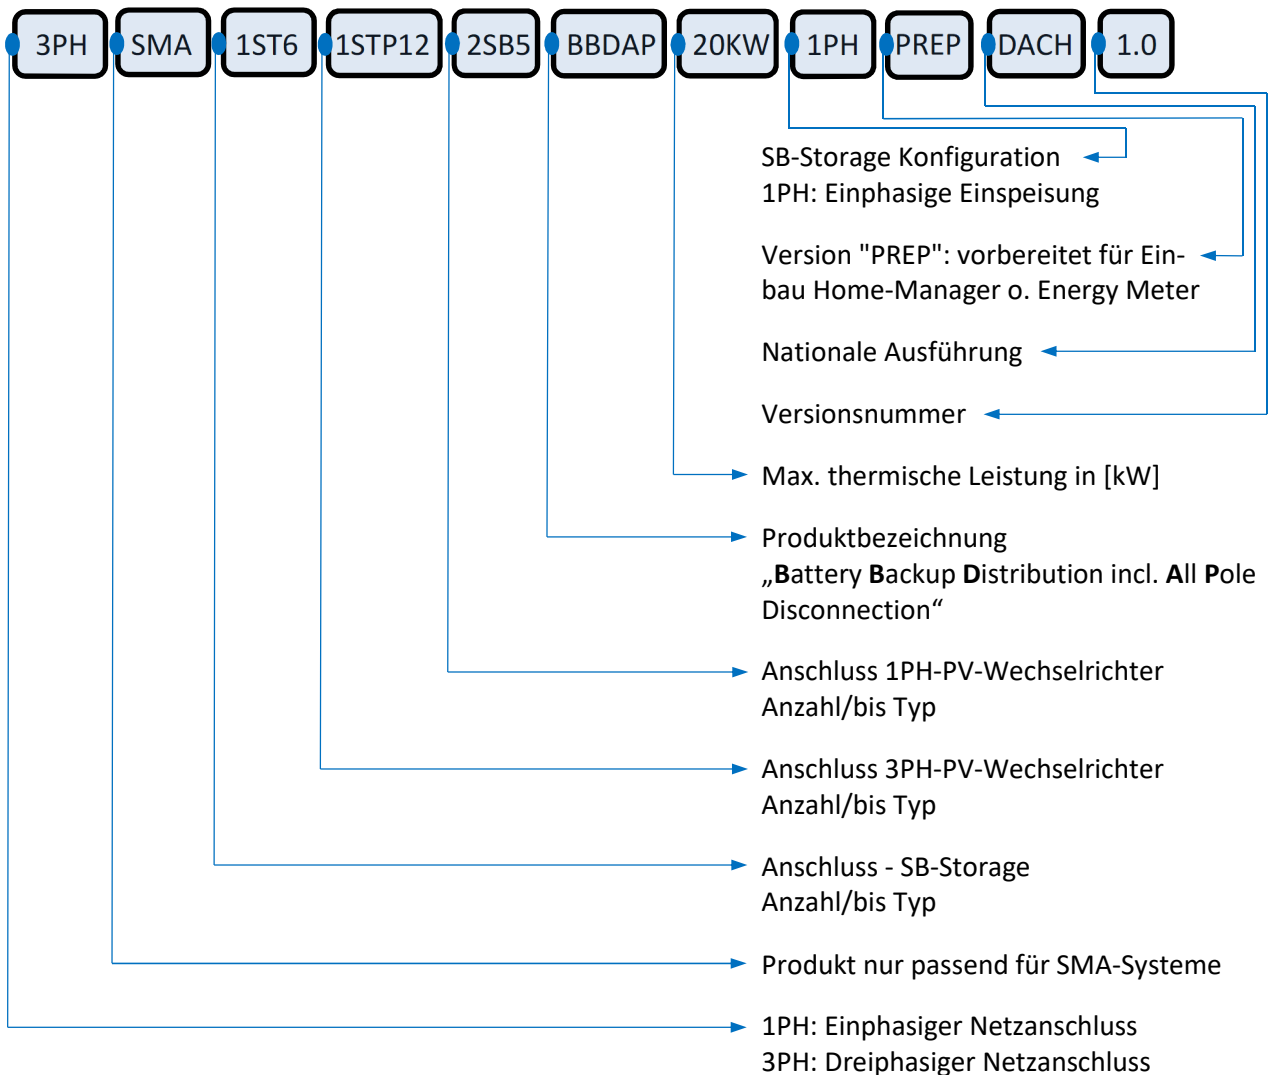 3PH SMA 1ST6 1STP12 2SB5 BBDAP 20KW 1PH PREP DACH 1.0
SB-Storage Konfiguration
1PH: Einphasige Einspeisung
Version "PREP": vorbereitet für Ein-
bau Home-Manager o. Energy Meter
Nationale Ausführung
Versionsnummer
Max. thermische Leistung in [kW]
Produktbezeichnung
„Battery Backup Distribution incl. All Pole
Disconnection“
Anschluss 1PH-PV-Wechselrichter
Anzahl/bis Typ
Anschluss 3PH-PV-Wechselrichter
Anzahl/bis Typ
Anschluss - SB-Storage
Anzahl/bis Typ
Produkt nur passend für SMA-Systeme
1PH: Einphasiger Netzanschluss
3PH: Dreiphasiger Netzanschluss